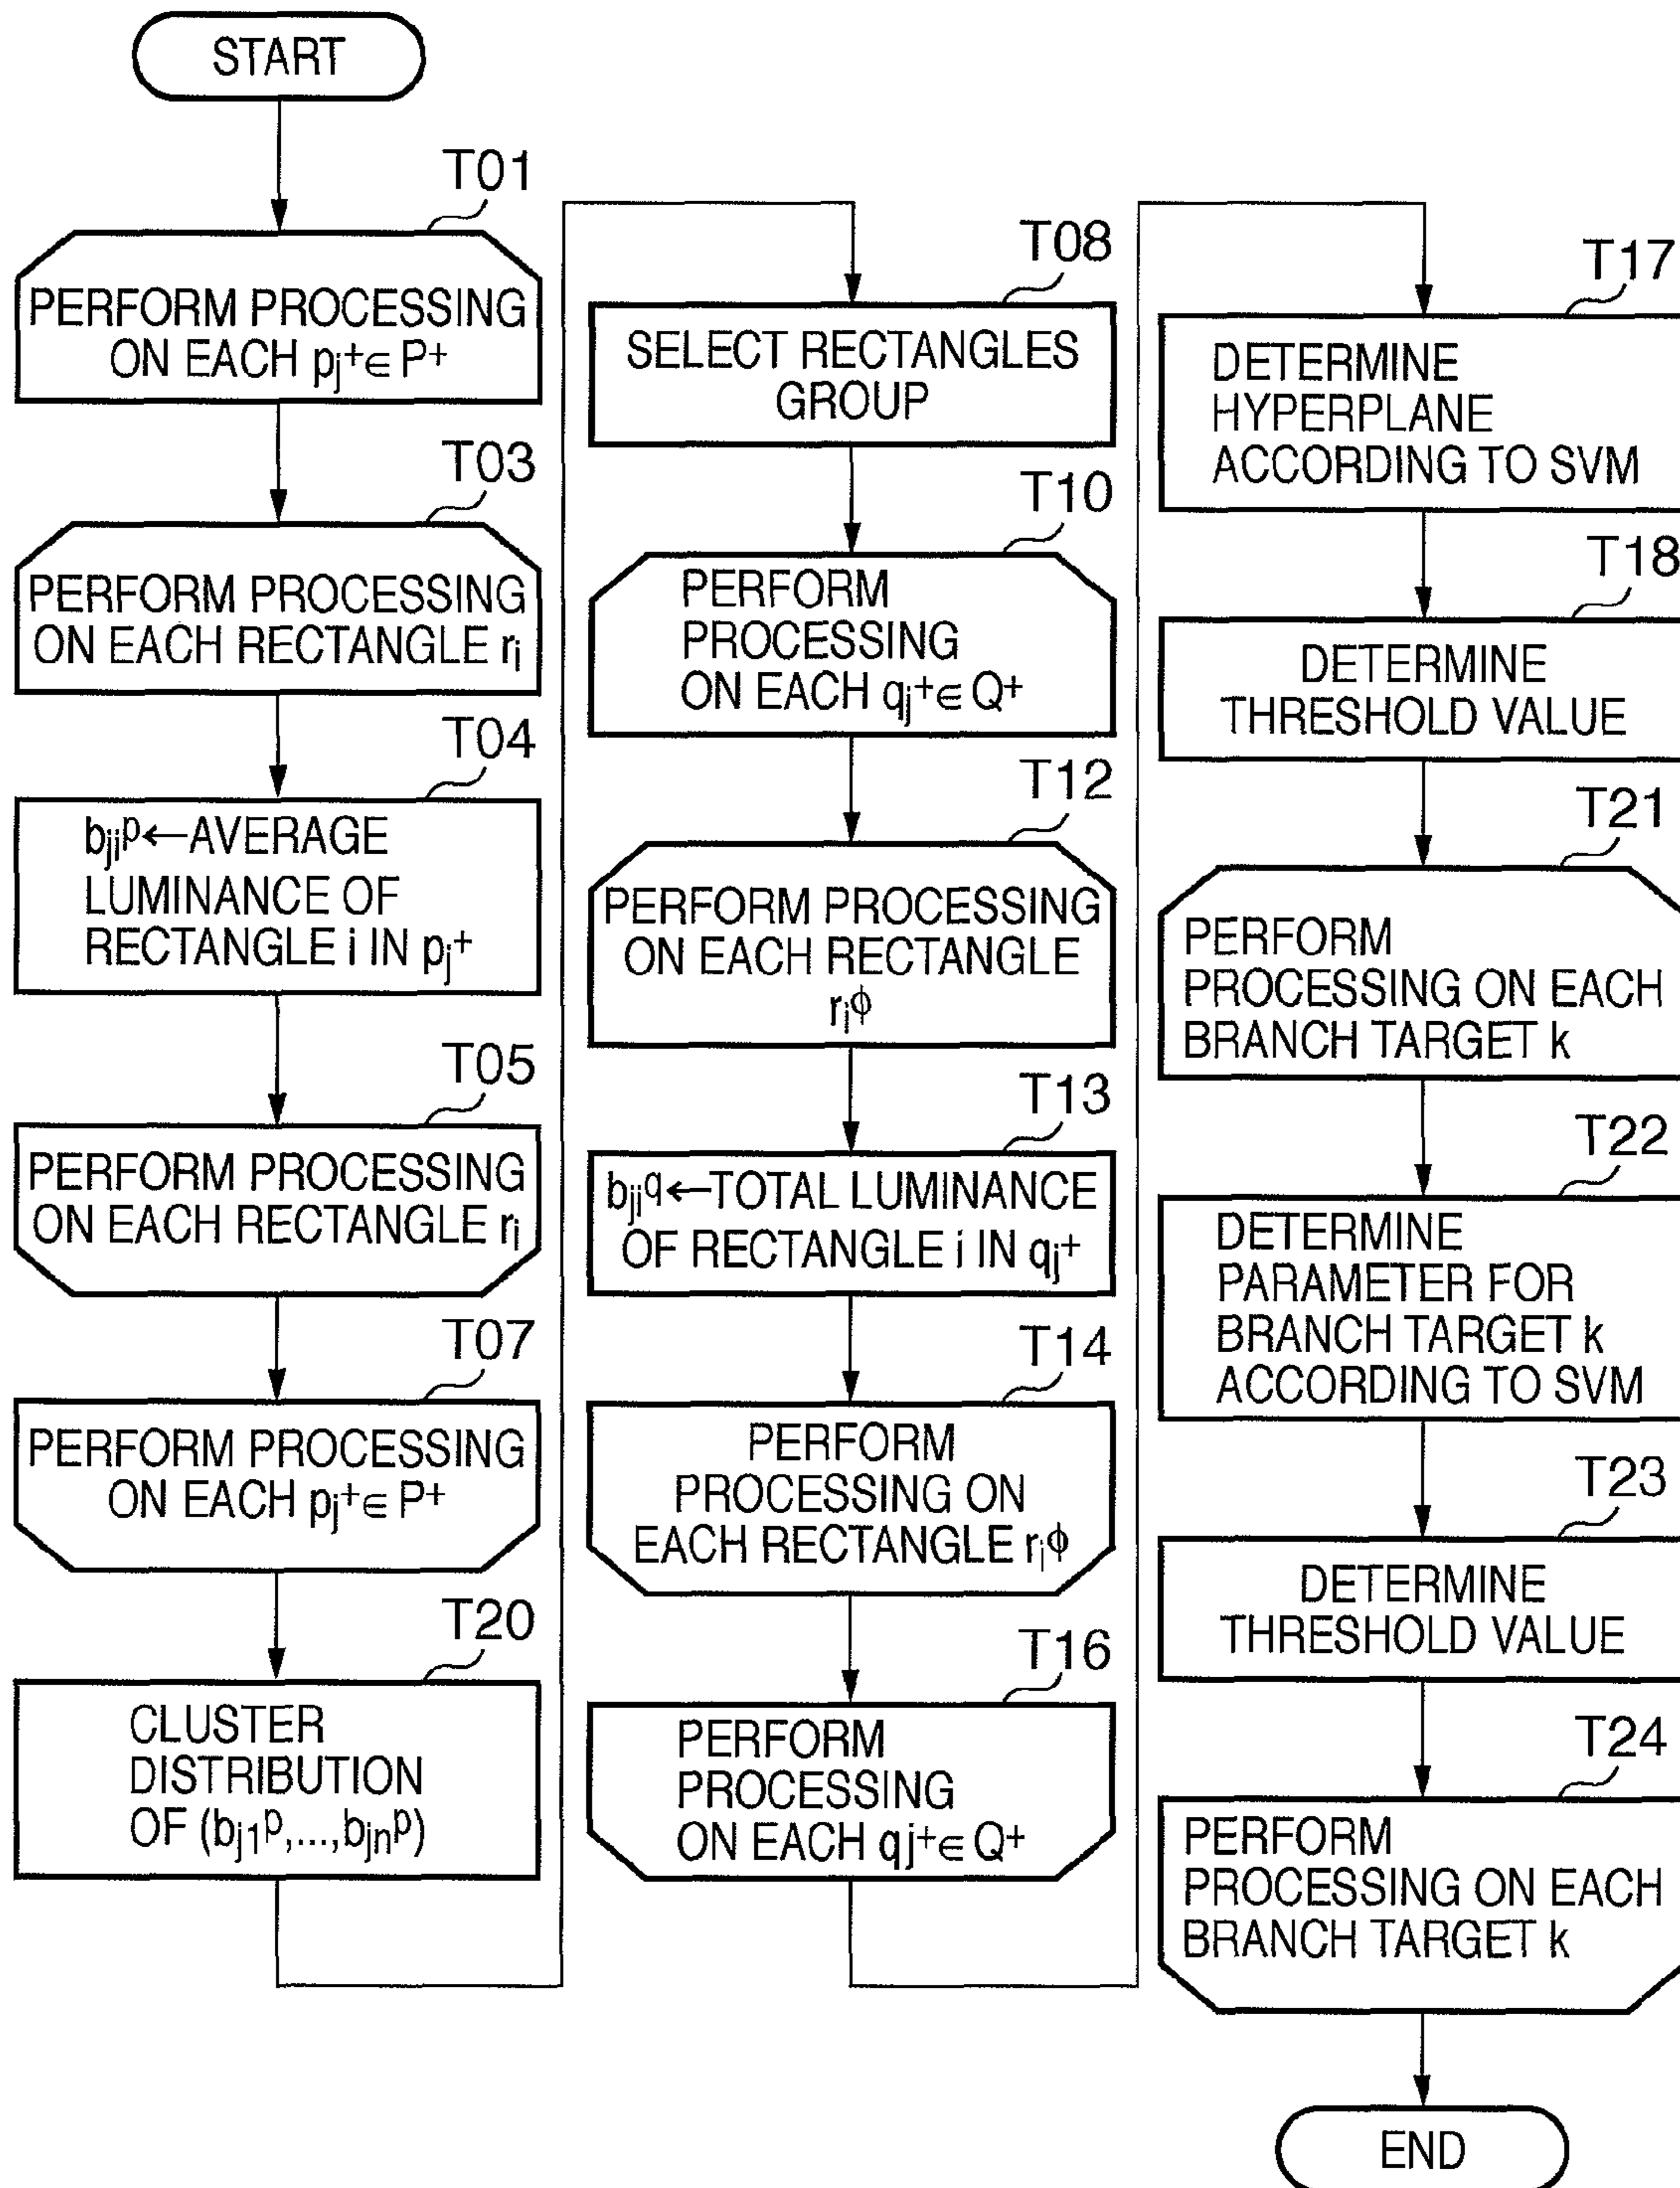 START
T01
PERFORM PROCESSING
ON EACH pj+∈P+
T03
PERFORM PROCESSING
ON EACH RECTANGLE ri
T04
bjip←AVERAGE
LUMINANCE OF
RECTANGLE i IN pj+
T05
PERFORM PROCESSING
ON EACH RECTANGLE ri
T07
PERFORM PROCESSING
ON EACH pj+∈P+
T20
CLUSTER
DISTRIBUTION
OF (bj1p,...,bjnp)
T08
SELECT RECTANGLES
GROUP
T10
PERFORM
PROCESSING
ON EACH qj+∈Q+
T12
PERFORM PROCESSING
ON EACH RECTANGLE
riϕ
T13
bjiq←TOTAL LUMINANCE
OF RECTANGLE i IN qj+
T14
PERFORM
PROCESSING ON
EACH RECTANGLE riϕ
T16
PERFORM
PROCESSING
ON EACH qj+∈Q+
T17
DETERMINE
HYPERPLANE
ACCORDING TO SVM
T18
DETERMINE
THRESHOLD VALUE
T21
PERFORM
PROCESSING ON EACH
BRANCH TARGET k
T22
DETERMINE
PARAMETER FOR
BRANCH TARGET k
ACCORDING TO SVM
T23
DETERMINE
THRESHOLD VALUE
T24
PERFORM
PROCESSING ON EACH
BRANCH TARGET k
END